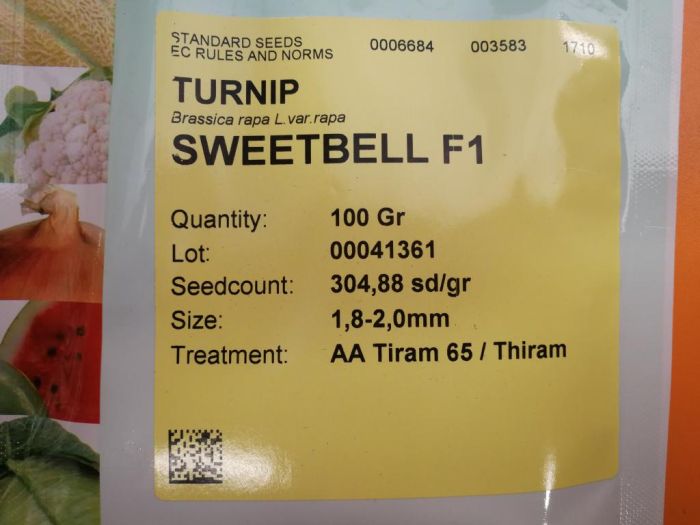 STANDARD SEEDS 0006684 003583 1710
EC RULES AND NORMS
TURNIP
Brassica rapa L.var.rapa
SWEETBELL F1
Quantity: 100 Gr
Lot: 00041361
Seedcount: 304,88 sd/gr
Size: 1,8-2,0mm
Treatment: AA Tiram 65 / Thiram